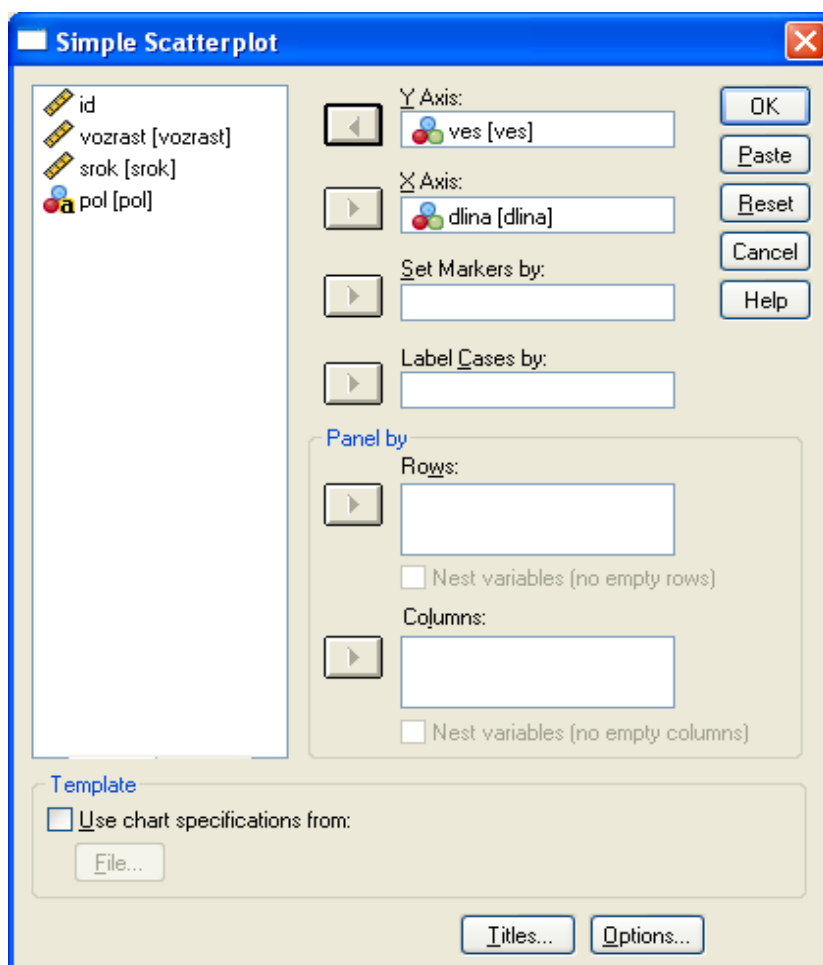 Simple Scatterplot
id
vozrast [vozrast]
srok [srok]
pol [pol]
Y Axis:
ves [ves]
X Axis:
dlina [dlina]
Set Markers by:
Label Cases by:
Panel by
Rows:
Nest variables (no empty rows)
Columns:
Nest variables (no empty columns)
OK
Paste
Reset
Cancel
Help
Template
Use chart specifications from:
File...
Titles...
Options...